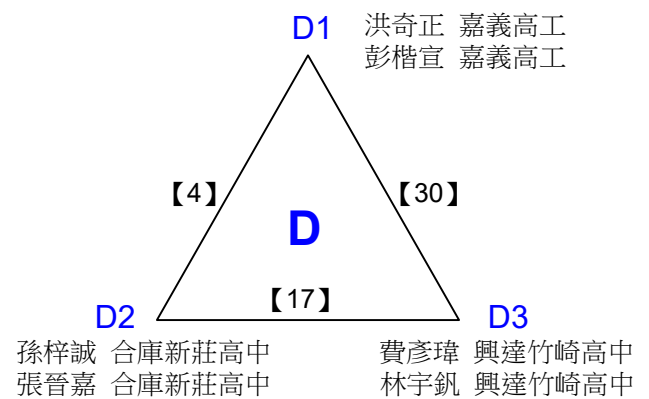 D1
洪奇正 嘉義高工
彭楷宣 嘉義高工
【4】
【30】
D
【17】
D2
D3
孫梓誠 合庫新莊高中
張晉嘉 合庫新莊高中
費彥瑋 興達竹崎高中
林宇釩 興達竹崎高中